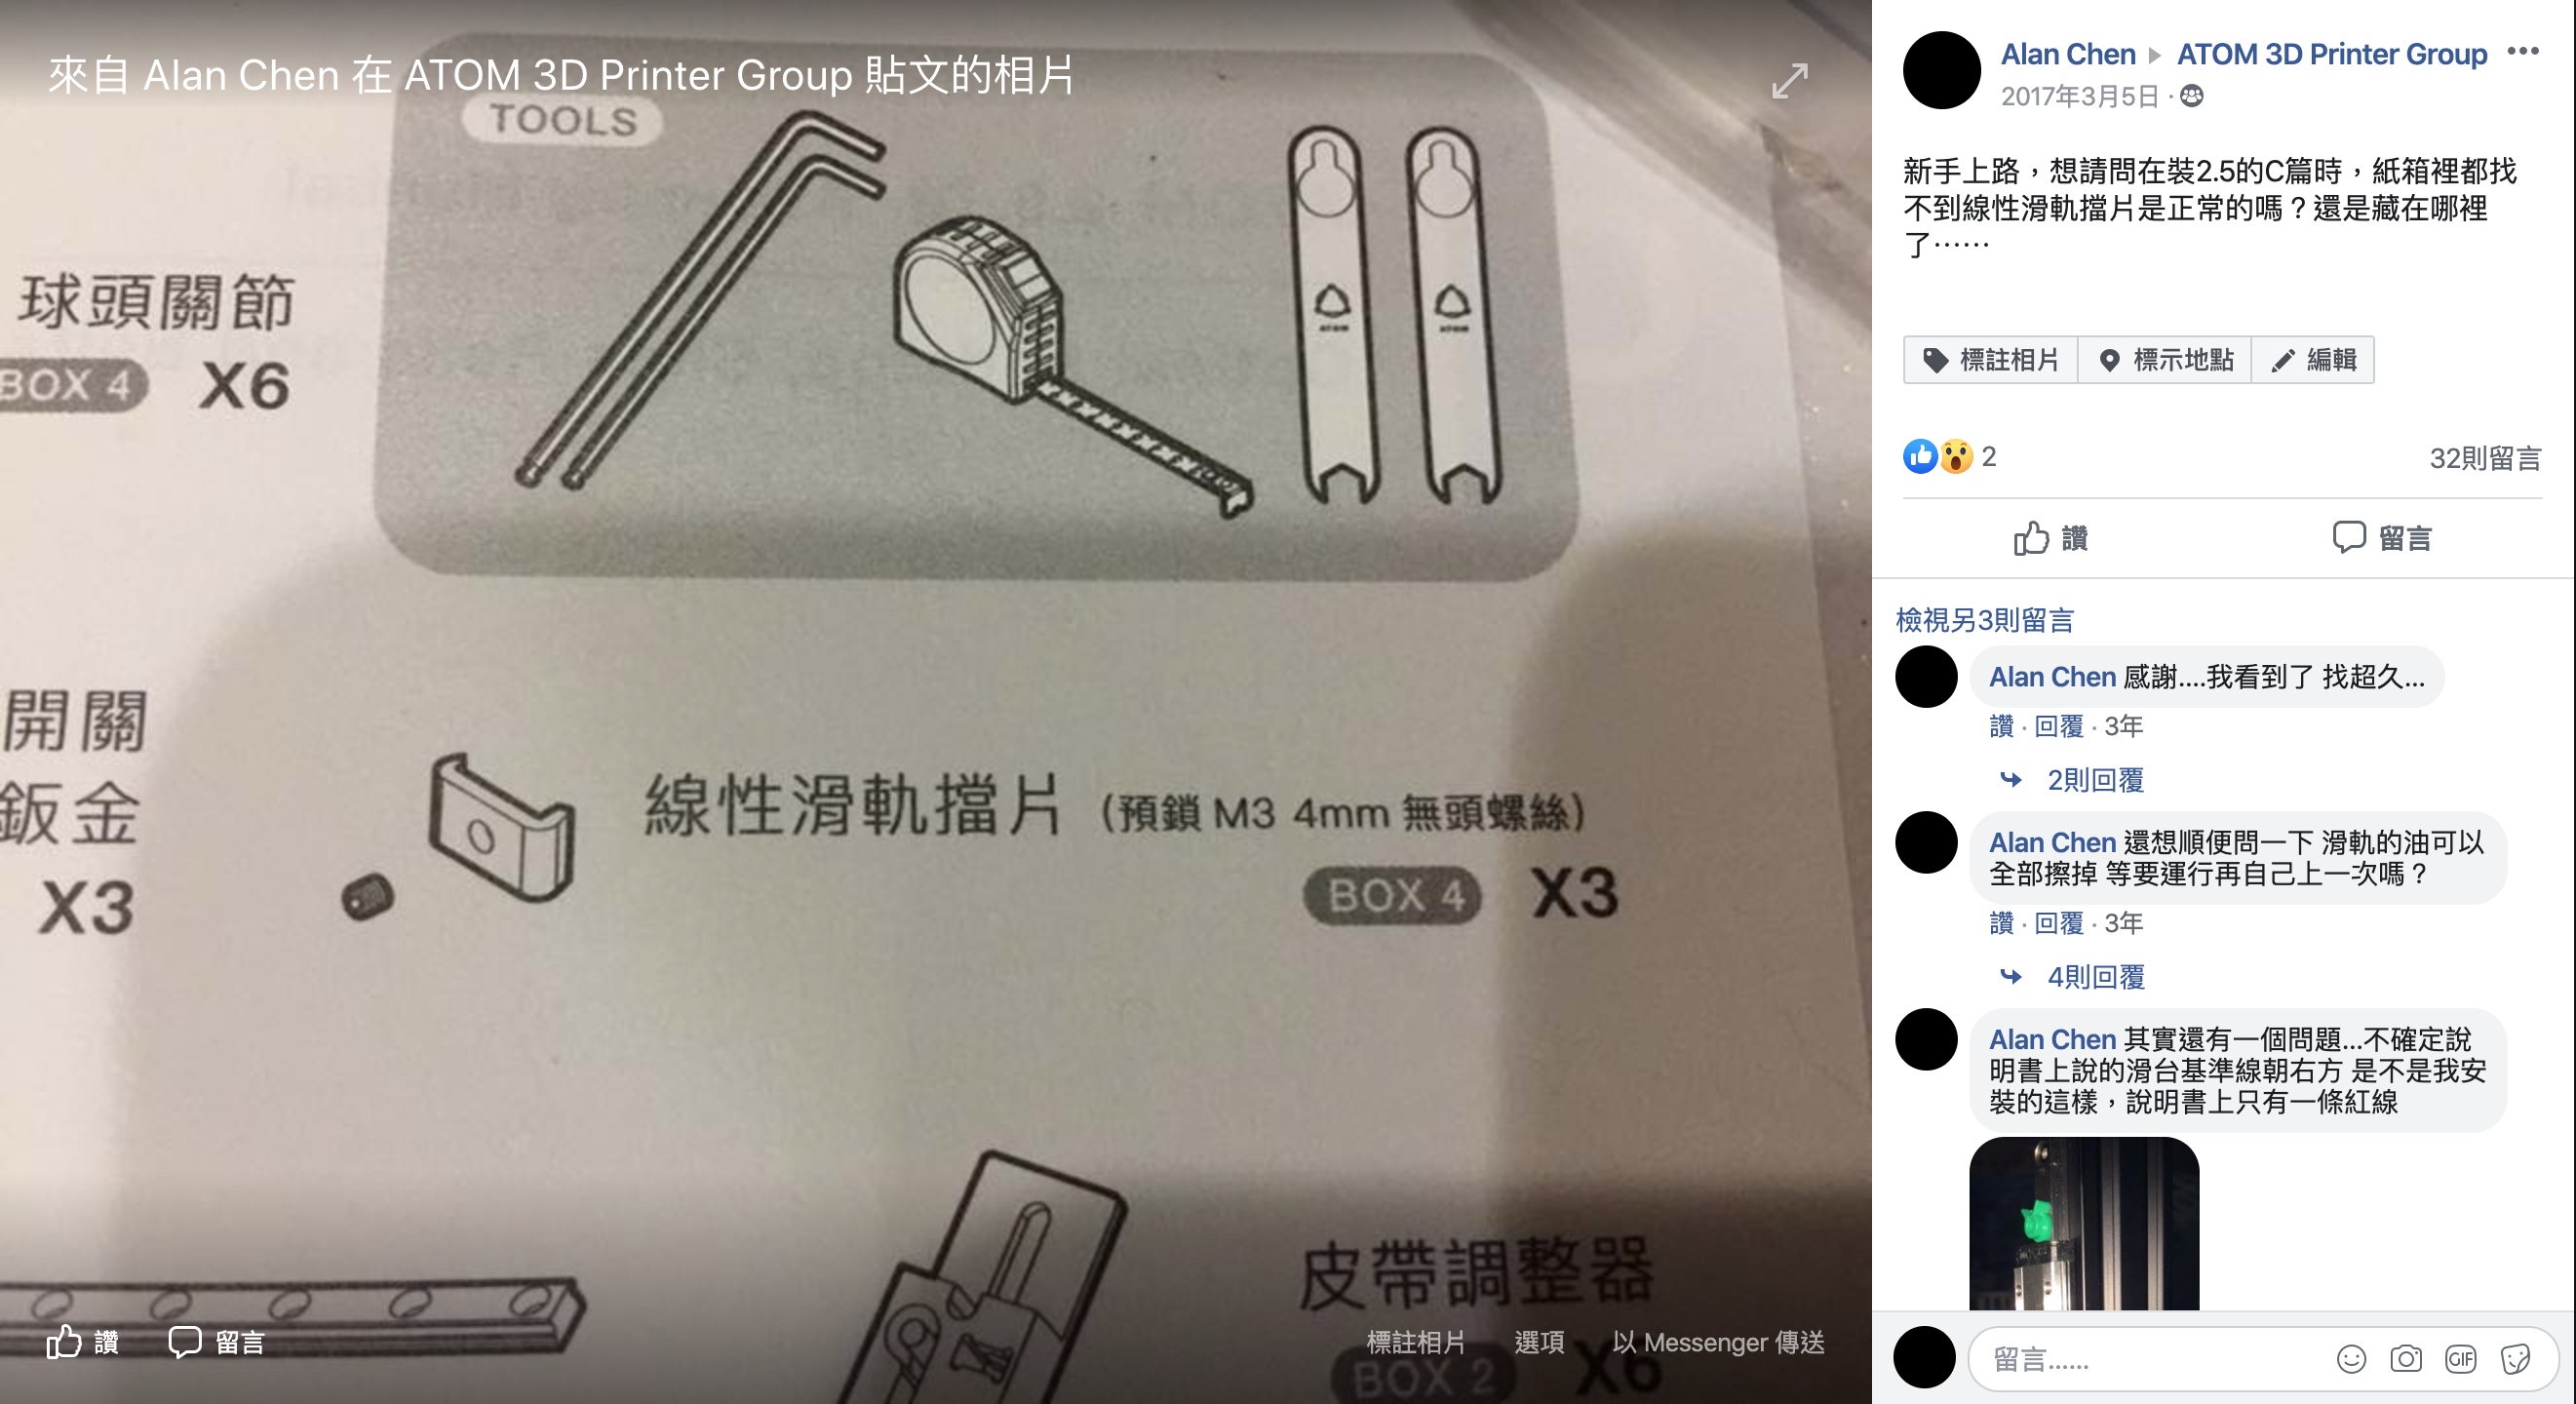 來自 Alan Chen 在 ATOM 3D Printer Group 貼文的相片
TOOLS
ATOM
ATOM
球頭關節
BOX 4 X6
開關
鈑金
X3
線性滑軌擋片 (預鎖 M3 4mm 無頭螺絲)
BOX 4 X3
皮帶調整器
BOX 2 X6
讚
留言
標註相片
選項
以 Messenger 傳送
Alan Chen ▸ ATOM 3D Printer Group
2017年3月5日 ·
新手上路，想請問在裝2.5的C篇時，紙箱裡都找
不到線性滑軌擋片是正常的嗎？還是藏在哪裡
了……
標註相片
標示地點
編輯
2
32則留言
讚
留言
檢視另3則留言
Alan Chen 感謝....我看到了 找超久...
讚 · 回覆 · 3年
2則回覆
Alan Chen 還想順便問一下 滑軌的油可以
全部擦掉 等要運行再自己上一次嗎？
讚 · 回覆 · 3年
4則回覆
Alan Chen 其實還有一個問題...不確定說
明書上說的滑台基準線朝右方 是不是我安
裝的這樣，說明書上只有一條紅線
留言......
GIF